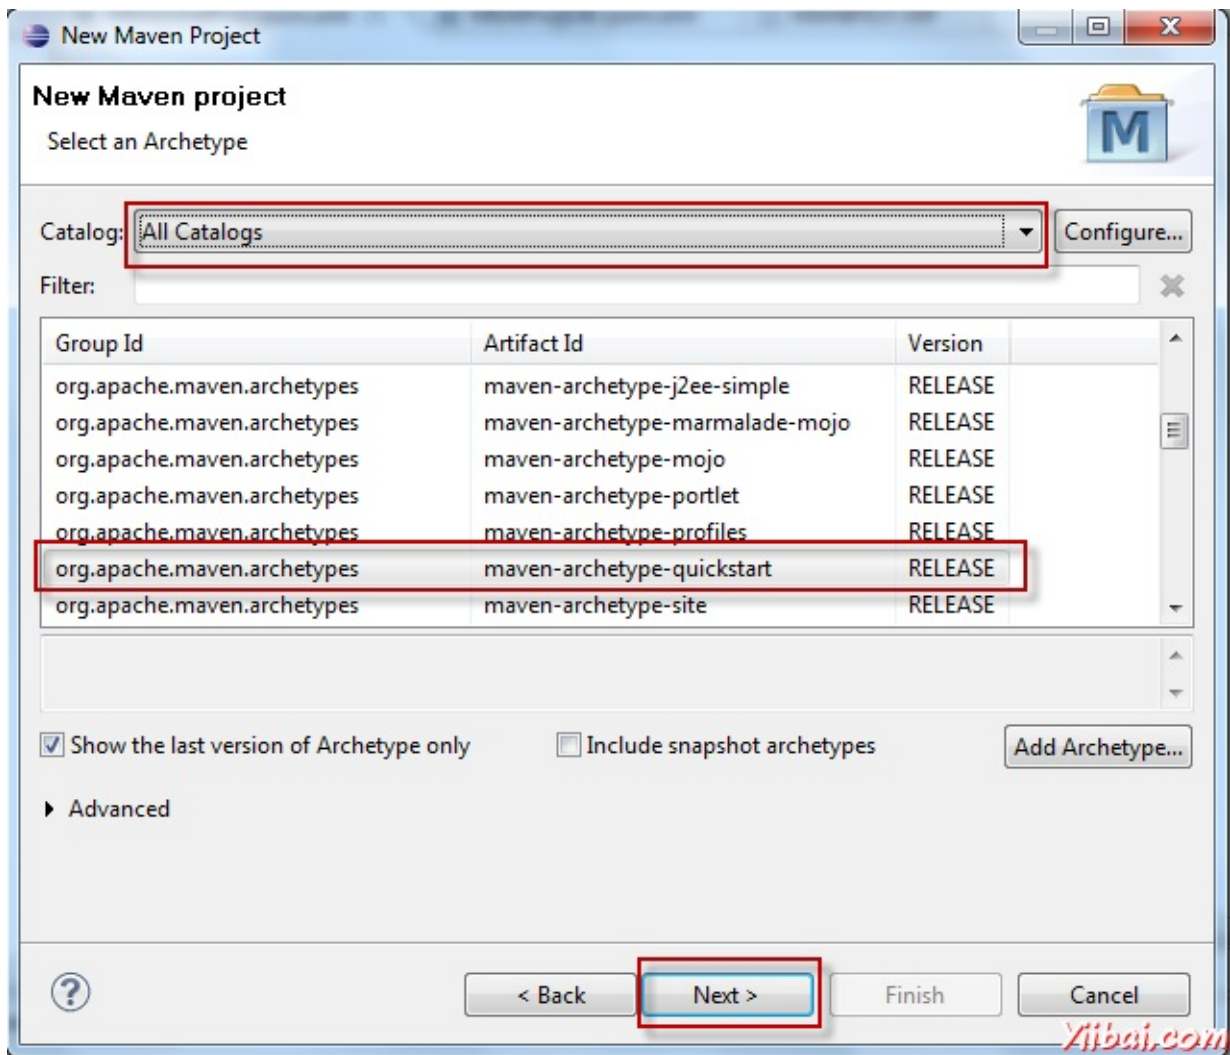 New Maven Project
New Maven project
Select an Archetype
Catalog: All Catalogs Configure...
Filter:
Group Id Artifact Id Version
org.apache.maven.archetypes maven-archetype-j2ee-simple RELEASE
org.apache.maven.archetypes maven-archetype-marmalade-mojo RELEASE
org.apache.maven.archetypes maven-archetype-mojo RELEASE
org.apache.maven.archetypes maven-archetype-portlet RELEASE
org.apache.maven.archetypes maven-archetype-profiles RELEASE
org.apache.maven.archetypes maven-archetype-quickstart RELEASE
org.apache.maven.archetypes maven-archetype-site RELEASE
Show the last version of Archetype only Include snapshot archetypes Add Archetype...
Advanced
? < Back Next > Finish Cancel
Yiibai.com